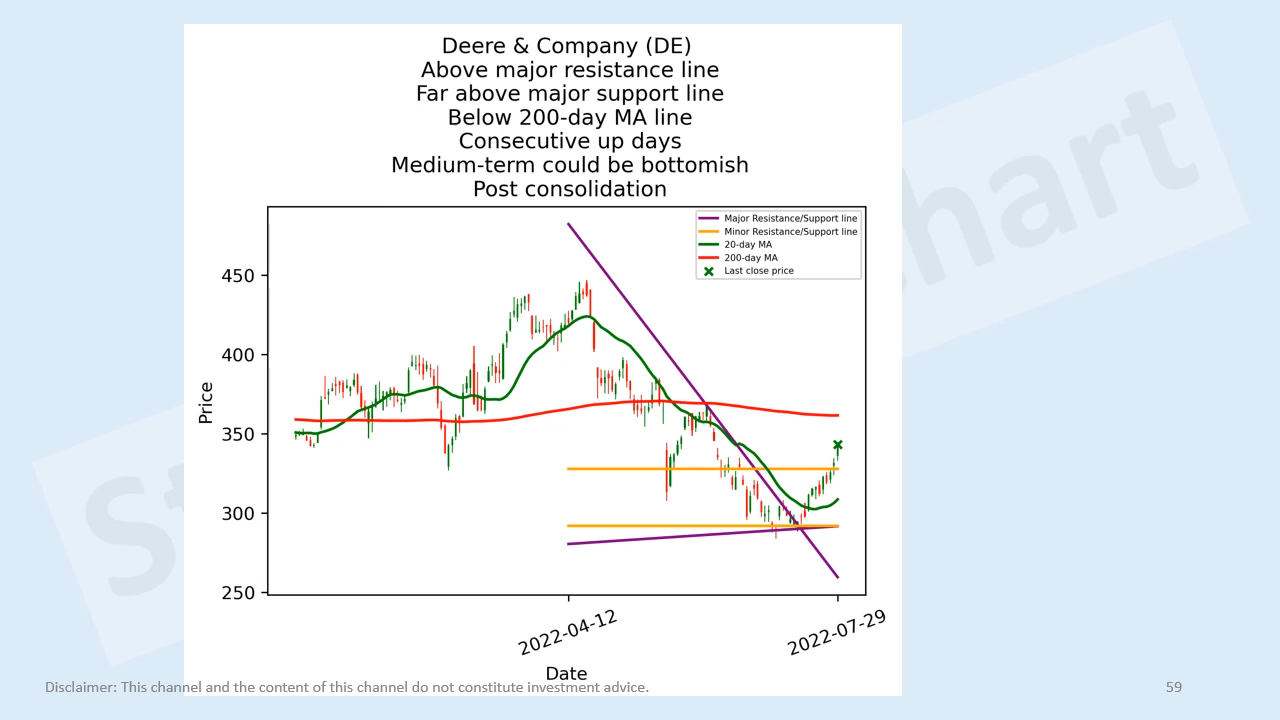 Deere & Company (DE)
Above major resistance line
Far above major support line
Below 200-day MA line
Consecutive up days
Medium-term could be bottomish
Post consolidation
Major Resistance/Support line
Minor Resistance/Support line
20-day MA
200-day MA
Last close price
450
400
350
300
250
Price
2022-04-12
2022-07-29
Date
St
chart
Disclaimer: This channel and the content of this channel do not constitute investment advice.
59